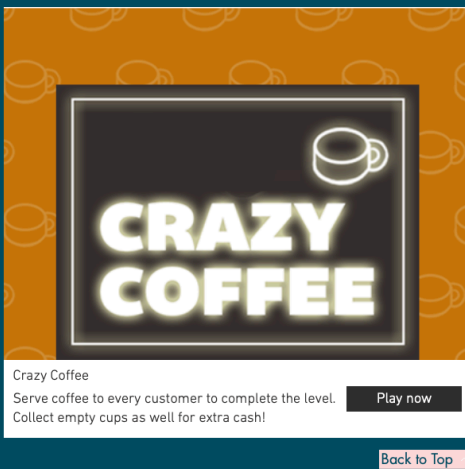 CRAZY
COFFEE
Crazy Coffee
Serve coffee to every customer to complete the level.
Collect empty cups as well for extra cash!
Play now
Back to Top